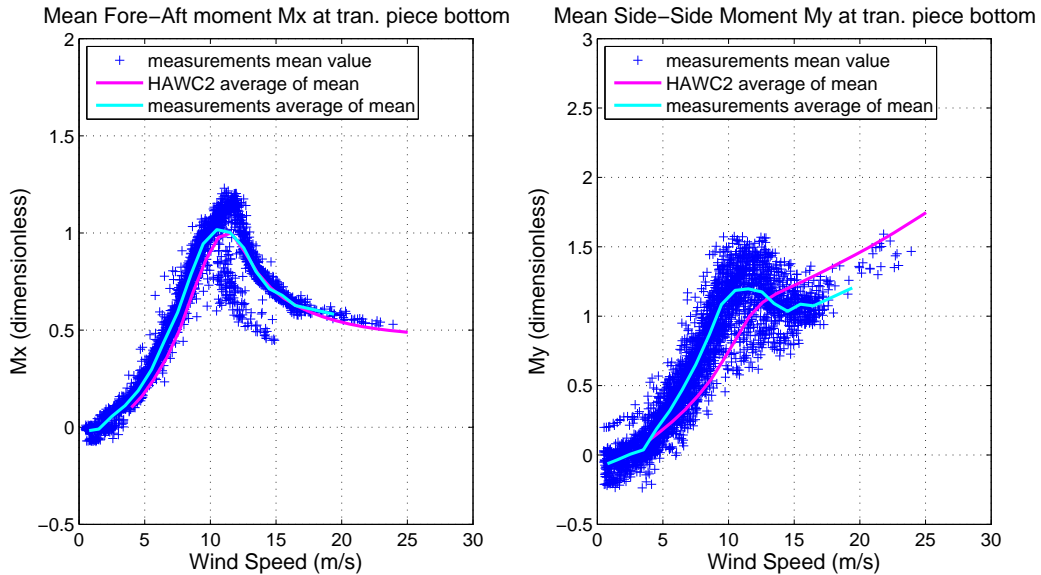 Mean Fore−Aft moment Mx at tran. piece bottom
2
1.5
1
0.5
0
−0.5
Mx (dimensionless)
measurements mean value
HAWC2 average of mean
measurements average of mean
0 5 10 15 20 25 30
Wind Speed (m/s)
Mean Side−Side Moment My at tran. piece bottom
3
2.5
2
1.5
1
0.5
0
−0.5
My (dimensionless)
measurements mean value
HAWC2 average of mean
measurements average of mean
0 5 10 15 20 25 30
Wind Speed (m/s)